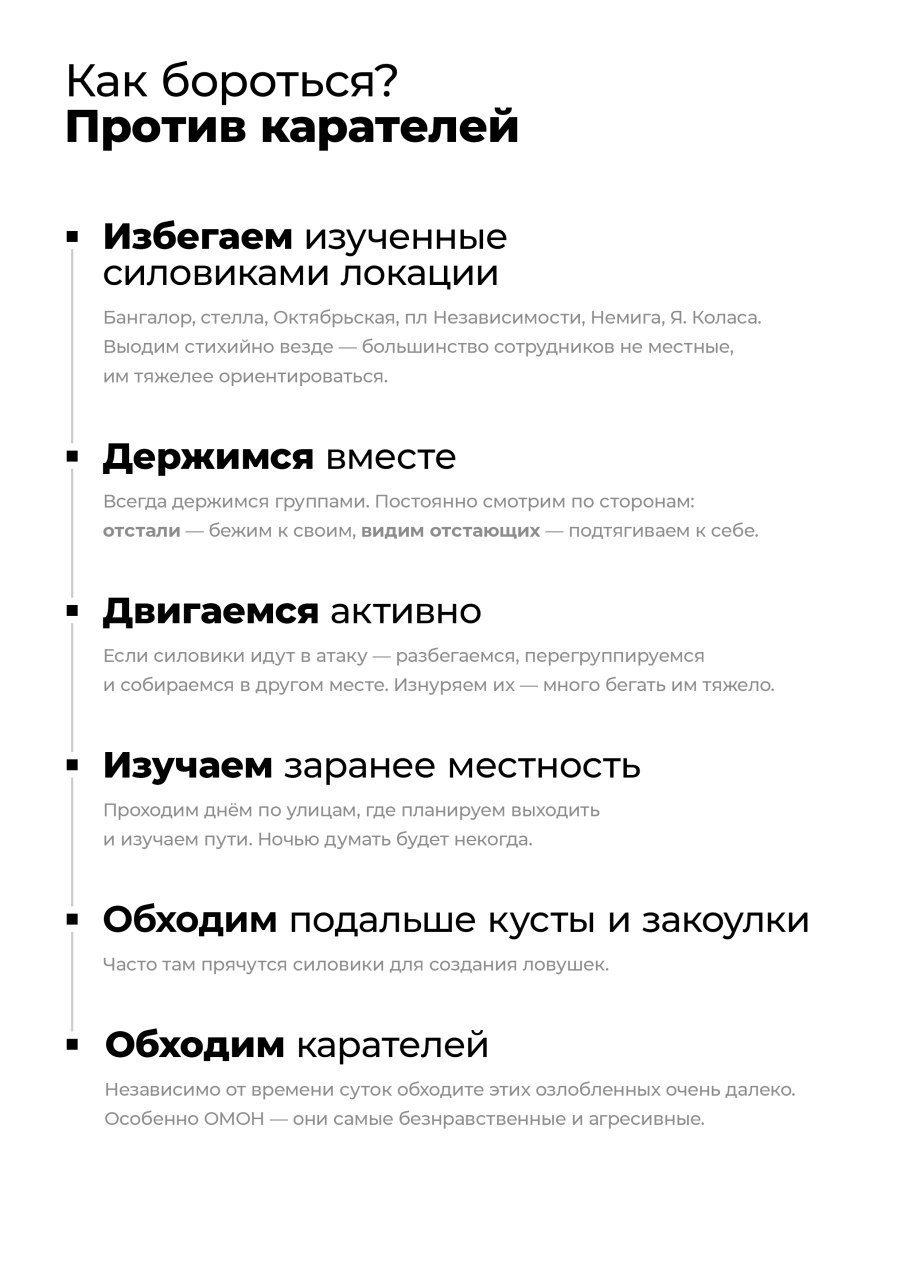 Как бороться?
Против карателей
Избегаем изученные
силовиками локации
Бангалор, стелла, Октябрьская, пл Независимости, Немига, Я. Коласа.
Выодим стихийно везде — большинство сотрудников не местные,
им тяжелее ориентироваться.
Держимся вместе
Всегда держимся группами. Постоянно смотрим по сторонам:
отстали — бежим к своим, видим отстающих — подтягиваем к себе.
Двигаемся активно
Если силовики идут в атаку — разбегаемся, перегруппируемся
и собираемся в другом месте. Изнуряем их — много бегать им тяжело.
Изучаем заранее местность
Проходим днём по улицам, где планируем выходить
и изучаем пути. Ночью думать будет некогда.
Обходим подальше кусты и закоулки
Часто там прячутся силовики для создания ловушек.
Обходим карателей
Независимо от времени суток обходите этих озлобленных очень далеко.
Особенно ОМОН — они самые безнравственные и агресивные.